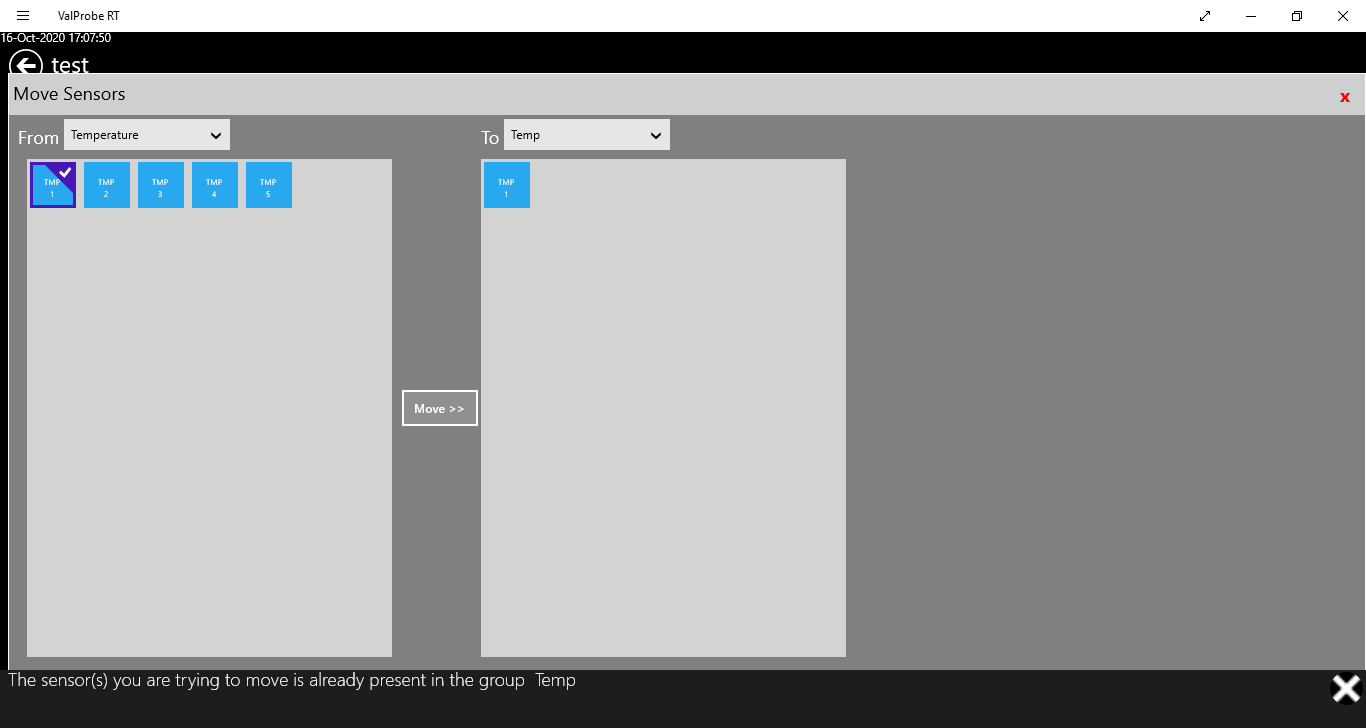 ValProbe RT
16-Oct-2020 17:07:50
test
Move Sensors
x
From Temperature
To Temp
TMP 1
TMP 2
TMP 3
TMP 4
TMP 5
TMP 1
Move >>
The sensor(s) you are trying to move is already present in the group  Temp